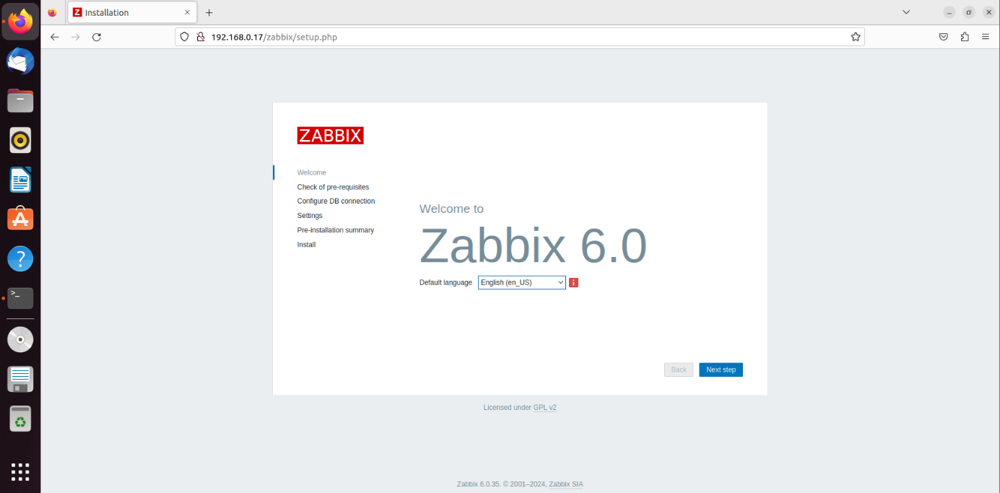 Installation
192.168.0.17/zabbix/setup.php
ZABBIX
Welcome
Check of pre-requisites
Configure DB connection
Settings
Pre-installation summary
Install
Welcome to
Zabbix 6.0
Default language English (en_US)
Back Next step
Licensed under GPL v2
Zabbix 6.0.35. © 2001–2024, Zabbix SIA